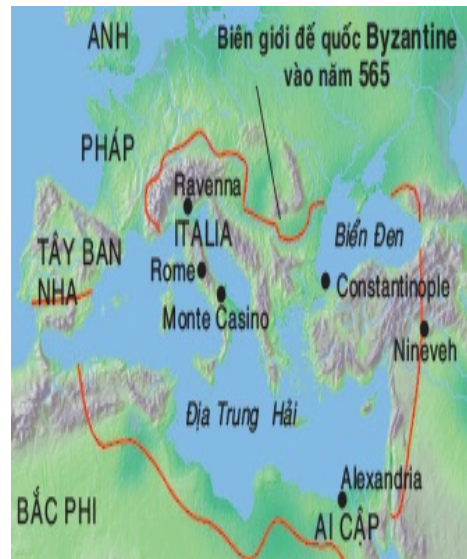 ANH
Biên giới đế quốc Byzantine
vào năm 565
PHÁP
Ravenna
ITALIA
Biển Đen
TÂY BAN
NHA
Rome
Constantinople
Monte Casino
Nineveh
Địa Trung Hải
Alexandria
BẮC PHI
AI CẬP